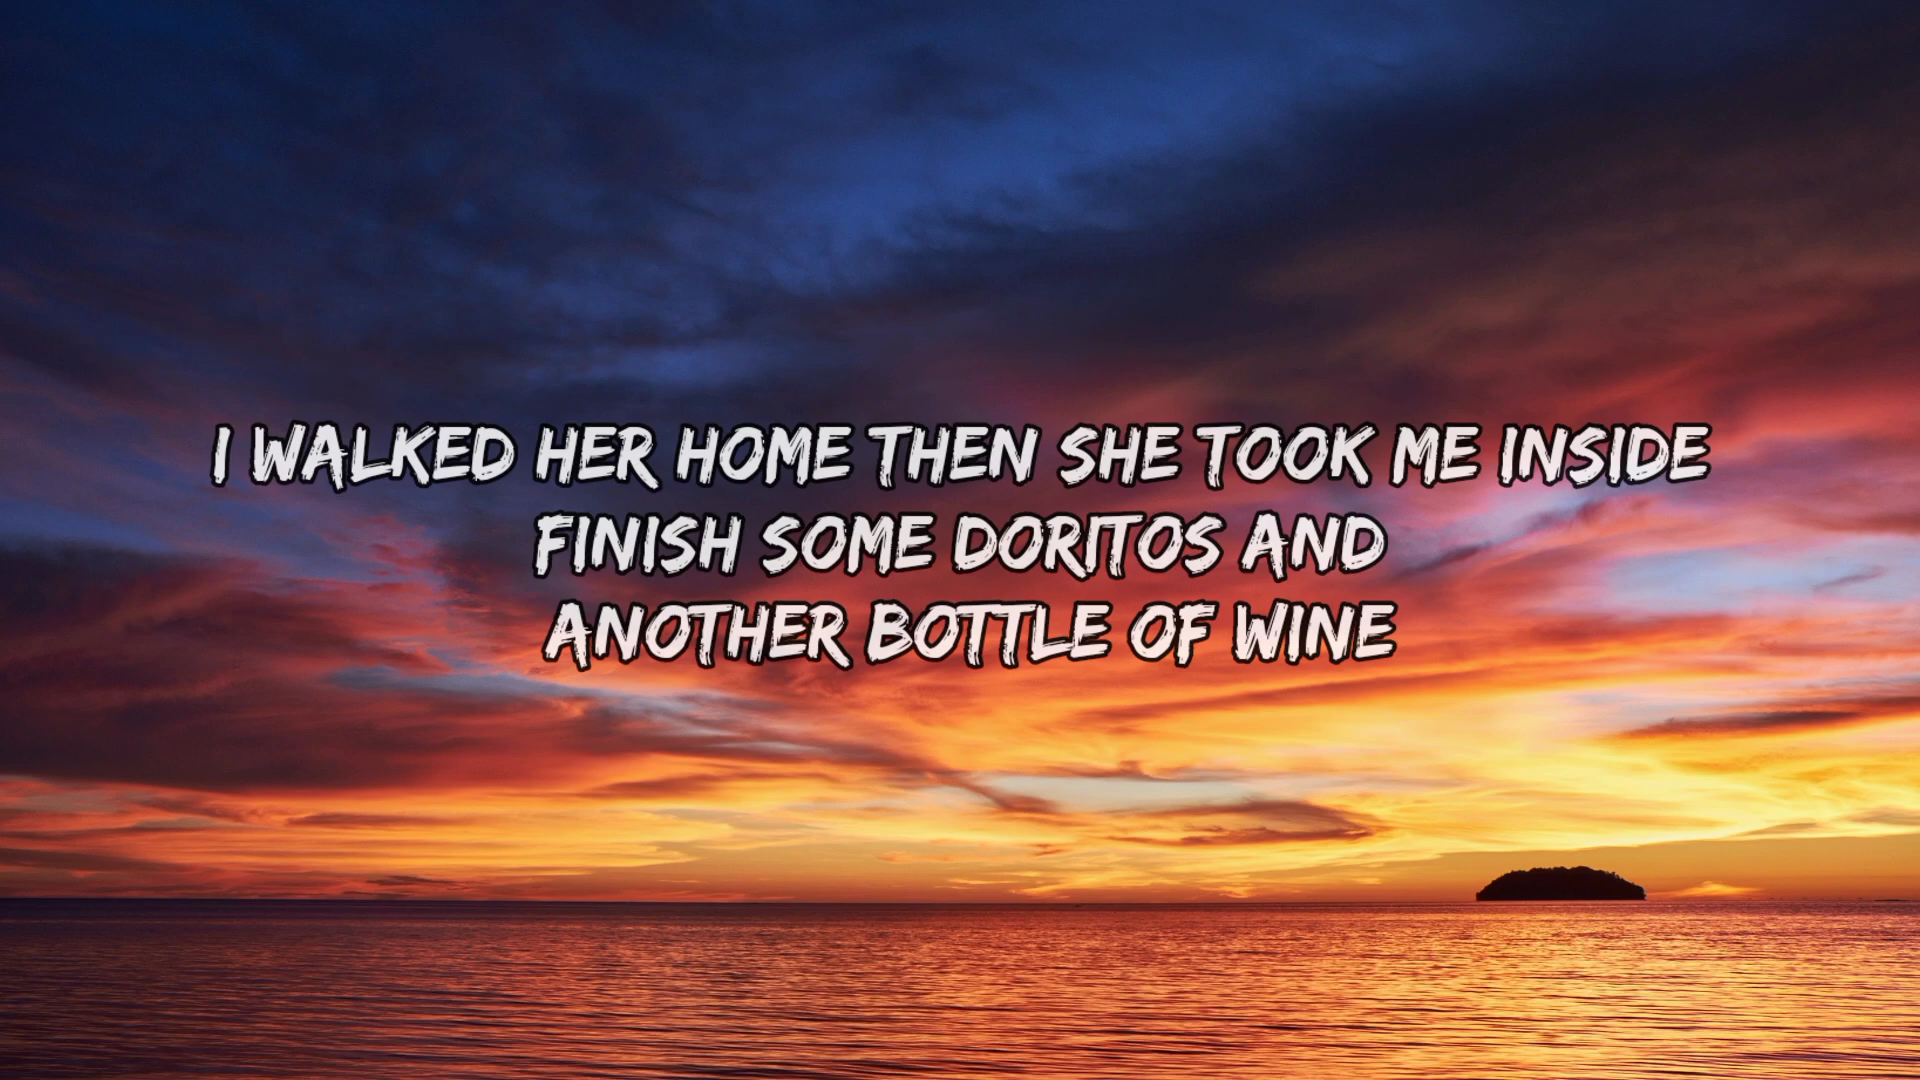 I WALKED HER HOME THEN SHE TOOK ME INSIDE
FINISH SOME DORITOS AND
ANOTHER BOTTLE OF WINE